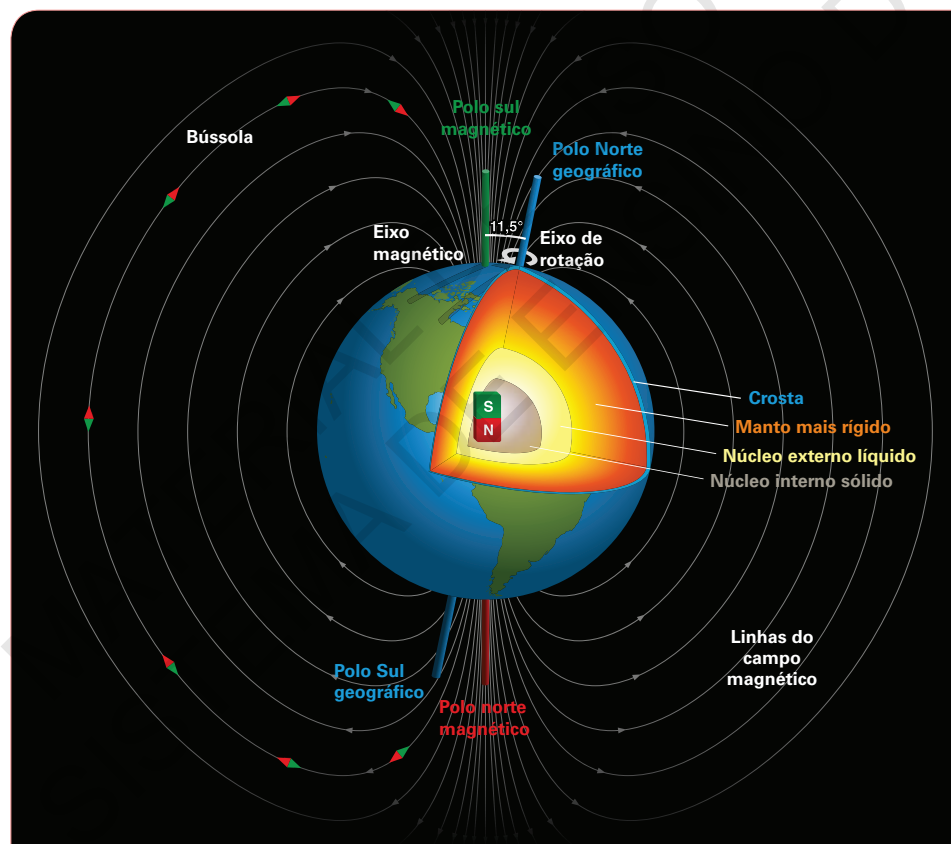 Polo sul
magnético
Bússola
Polo Norte
geográfico
11,5°
Eixo
magnético
Eixo de
rotação
S
N
Crosta
Manto mais rígido
Núcleo externo líquido
Núcleo interno sólido
Linhas do
campo
magnético
Polo Sul
geográfico
Polo norte
magnético